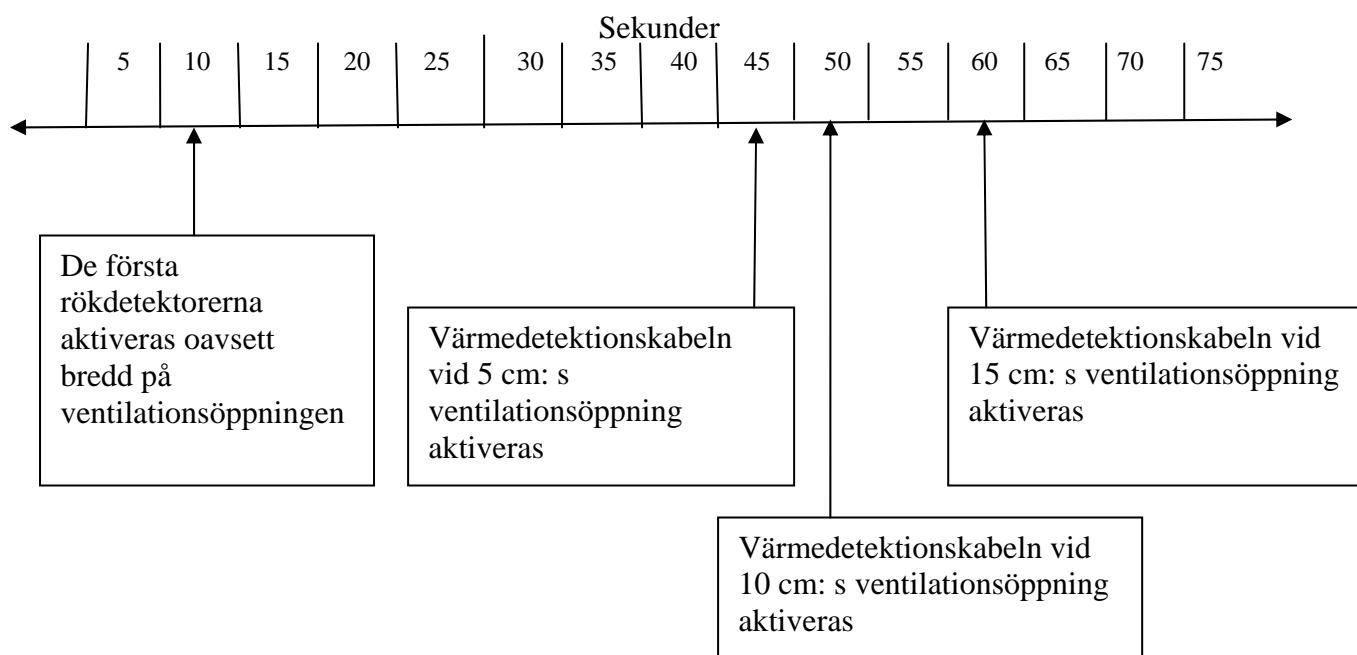 Sekunder
5 10 15 20 25 30 35 40 45 50 55 60 65 70 75
De första
rökdetektorerna
aktiveras oavsett
bredd på
ventilationsöppningen
Värmedetektionskabeln
vid 5 cm: s
ventilationsöppning
aktiveras
Värmedetektionskabeln vid
15 cm: s ventilationsöppning
aktiveras
Värmedetektionskabeln vid
10 cm: s ventilationsöppning
aktiveras